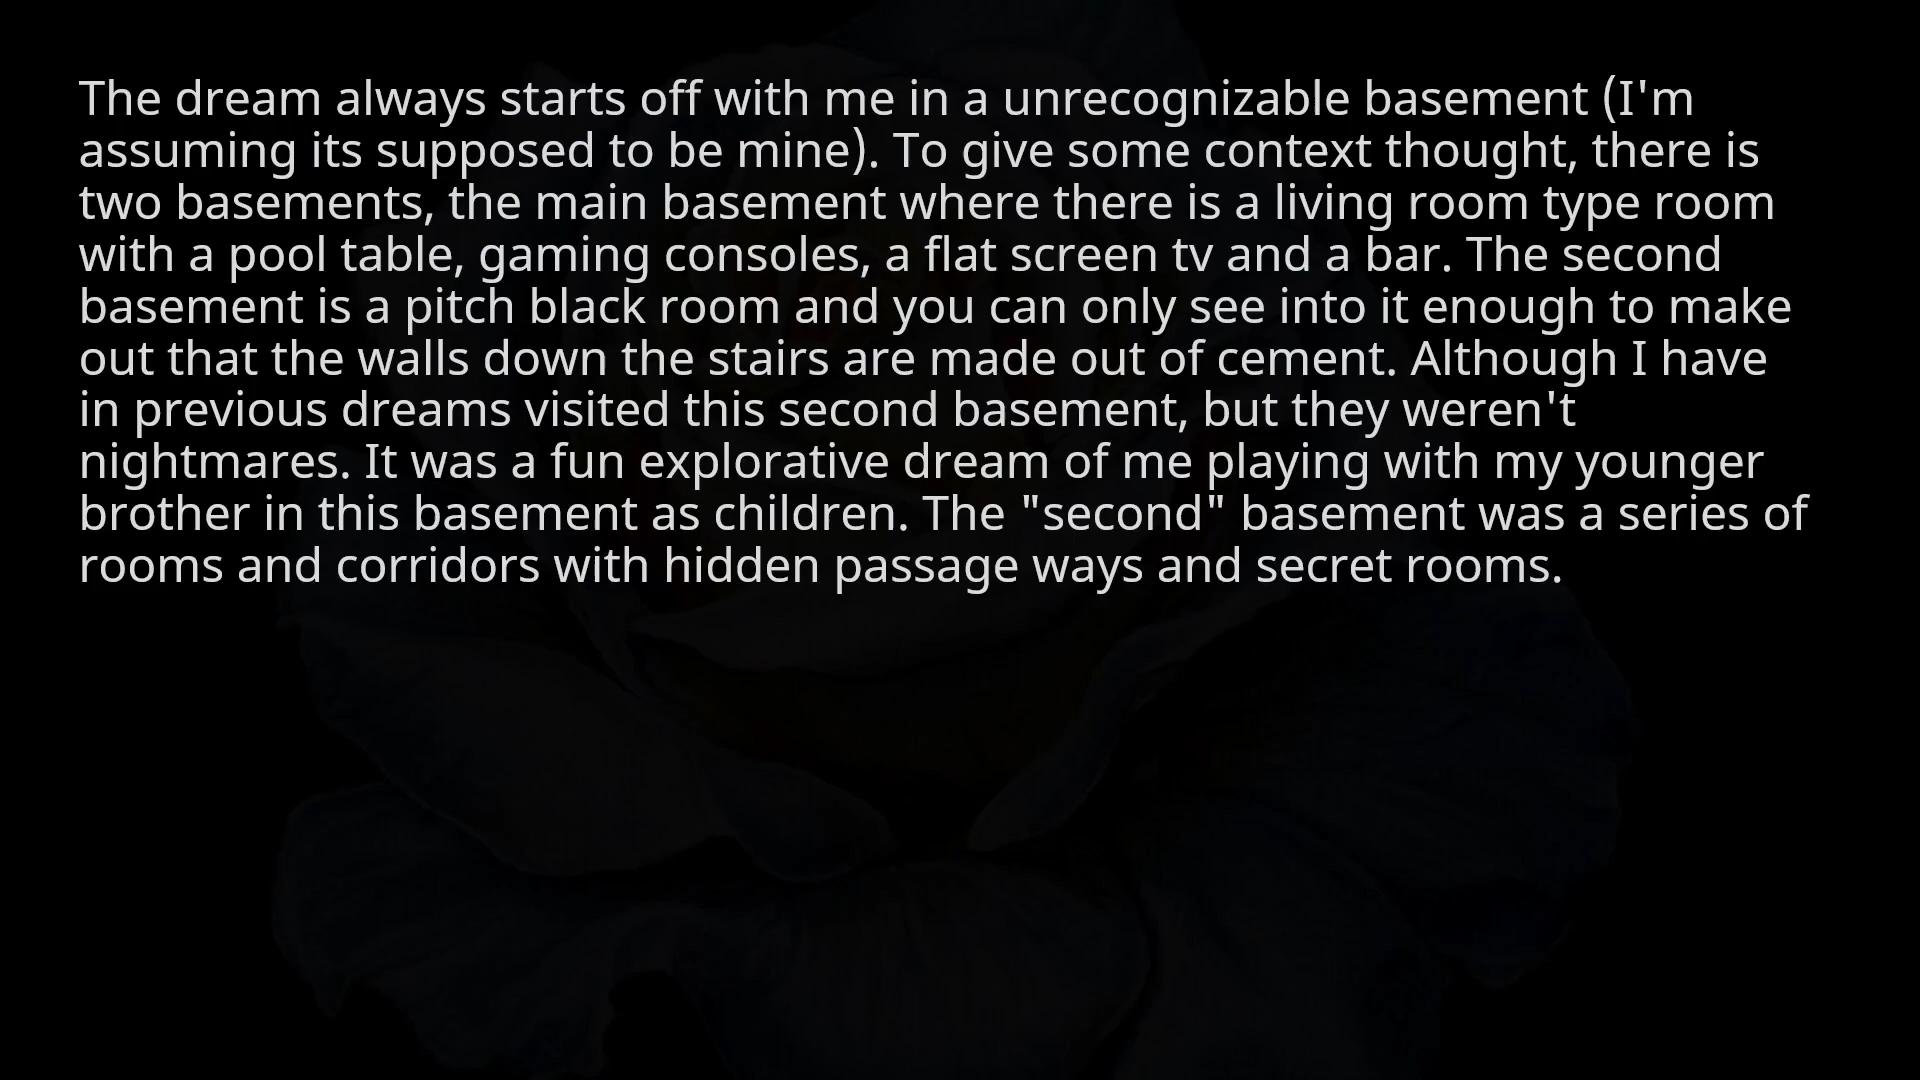 The dream always starts off with me in a unrecognizable basement (I'm
assuming its supposed to be mine). To give some context thought, there is
two basements, the main basement where there is a living room type room
with a pool table, gaming consoles, a flat screen tv and a bar. The second
basement is a pitch black room and you can only see into it enough to make
out that the walls down the stairs are made out of cement. Although I have
in previous dreams visited this second basement, but they weren't
nightmares. It was a fun explorative dream of me playing with my younger
brother in this basement as children. The "second" basement was a series of
rooms and corridors with hidden passage ways and secret rooms.